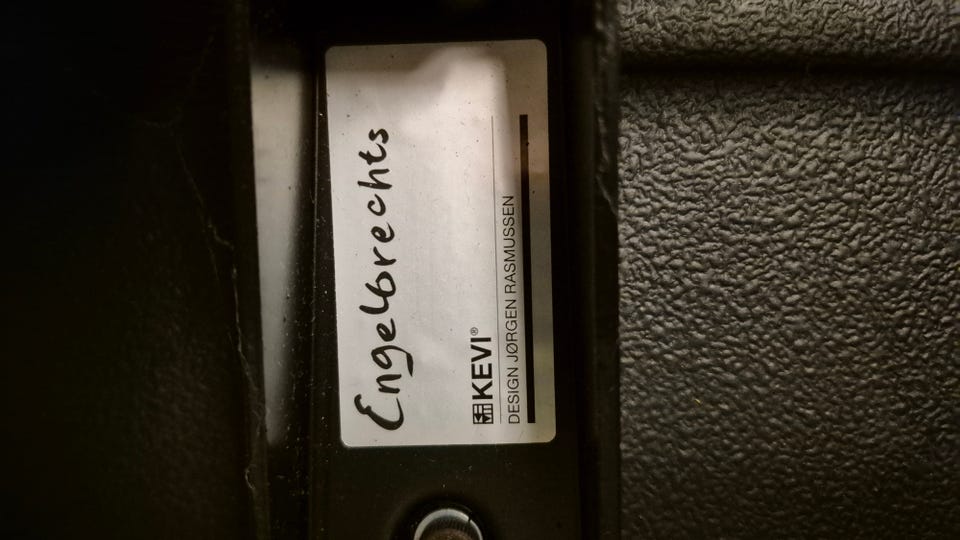 Engelbrechts
KEVI®
DESIGN JØRGEN RASMUSSEN